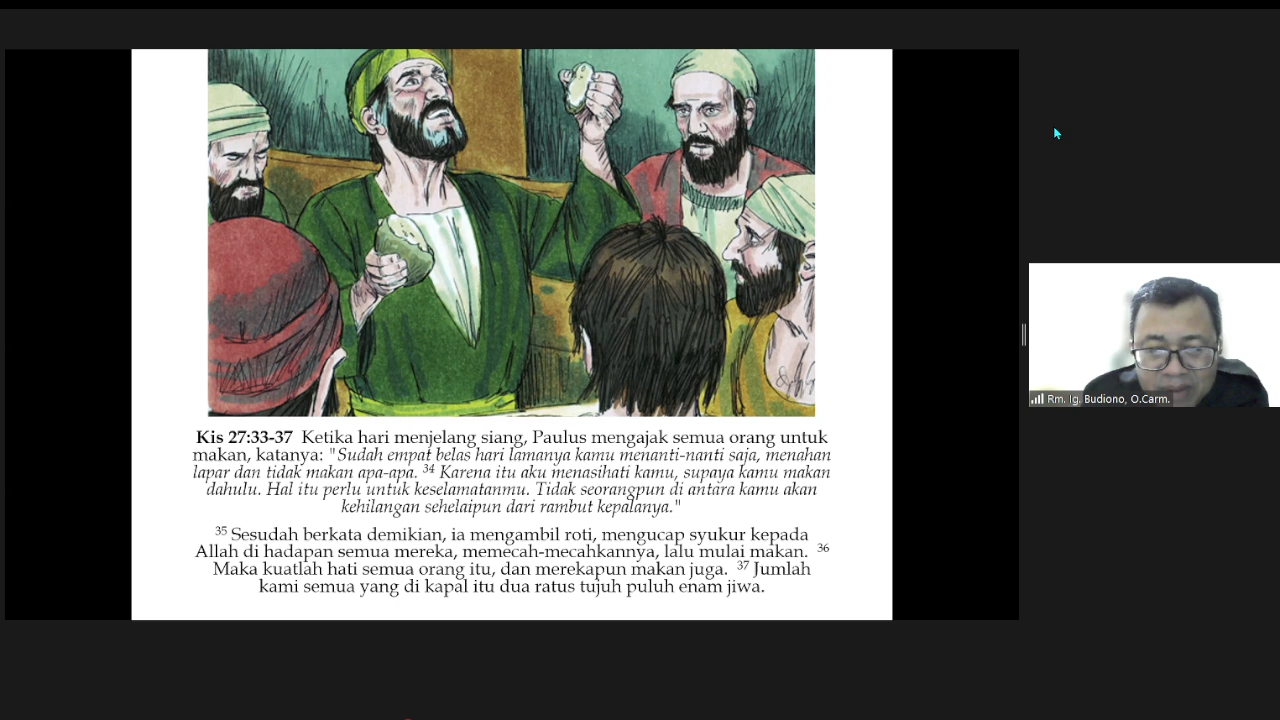 Kis 27:33-37 Ketika hari menjelang siang, Paulus mengajak semua orang untuk
makan, katanya: "Sudah empat belas hari lamanya kamu menanti-nanti saja, menahan
lapar dan tidak makan apa-apa. 34 Karena itu aku menasihati kamu, supaya kamu makan
dahulu. Hal itu perlu untuk keselamatanmu. Tidak seorangpun di antara kamu akan
kehilangan sehelaipun dari rambut kepalanya."
35 Sesudah berkata demikian, ia mengambil roti, mengucap syukur kepada
Allah di hadapan semua mereka, memecah-mecahkannya, lalu mulai makan. 36
Maka kuatlah hati semua orang itu, dan merekapun makan juga. 37 Jumlah
kami semua yang di kapal itu dua ratus tujuh puluh enam jiwa.
Rm. Ig. Budiono, O.Carm.